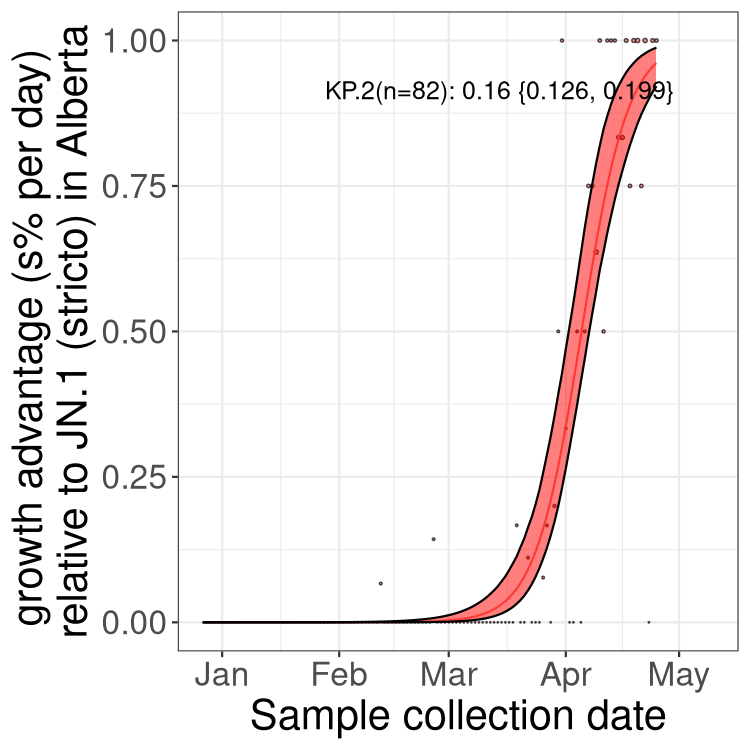 growth advantage (s% per day)
relative to JN.1 (stricto) in Alberta
1.00
0.75
0.50
0.25
0.00
KP.2(n=82): 0.16 {0.126, 0.199}
Jan Feb Mar Apr May
Sample collection date